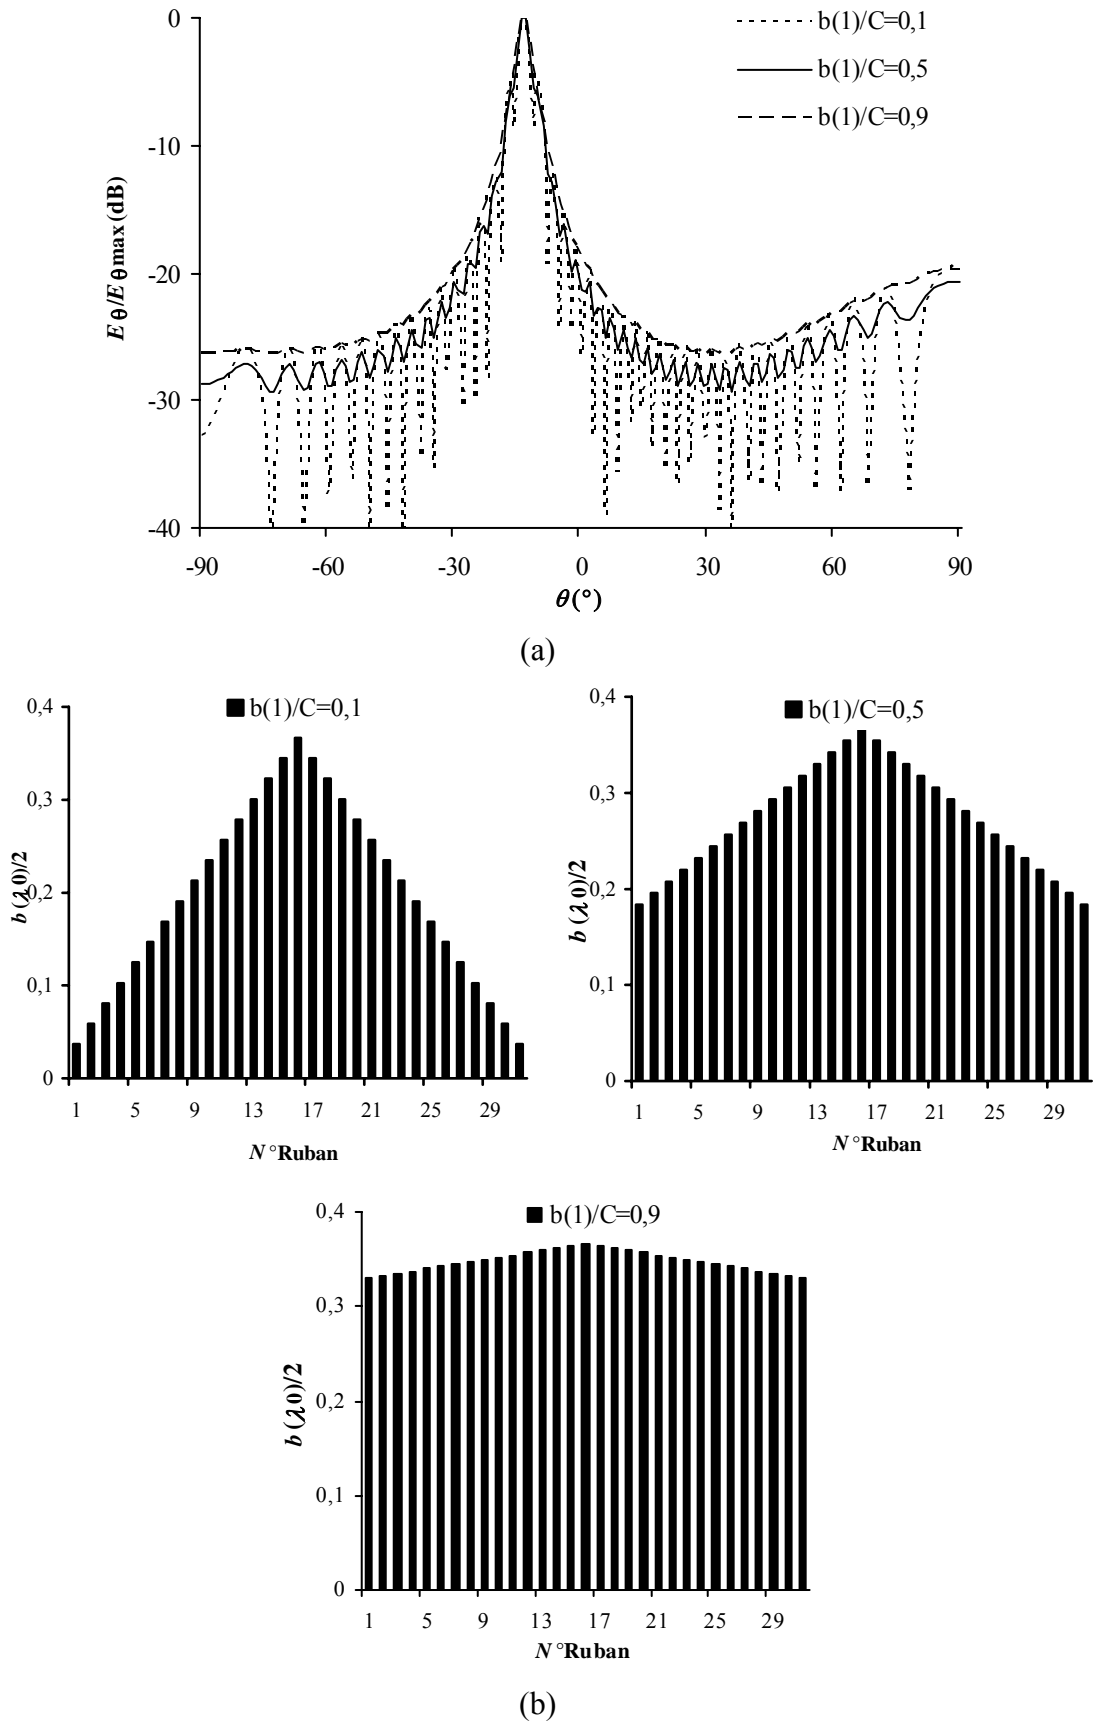 0
-10
-20
-30
-40
Eθ/Eθmax(dB)
b(1)/C=0,1
b(1)/C=0,5
b(1)/C=0,9
-90 -60 -30 0 30 60 90
θ(°)
(a)
b(1)/C=0,1
0,4
0,3
0,2
0,1
0
b(λ0)/2
1 5 9 13 17 21 25 29
N°Ruban
b(1)/C=0,5
0,4
0,3
0,2
0,1
0
b(λ0)/2
1 5 9 13 17 21 25 29
N°Ruban
b(1)/C=0,9
0,4
0,3
0,2
0,1
0
b(λ0)/2
1 5 9 13 17 21 25 29
N°Ruban
(b)